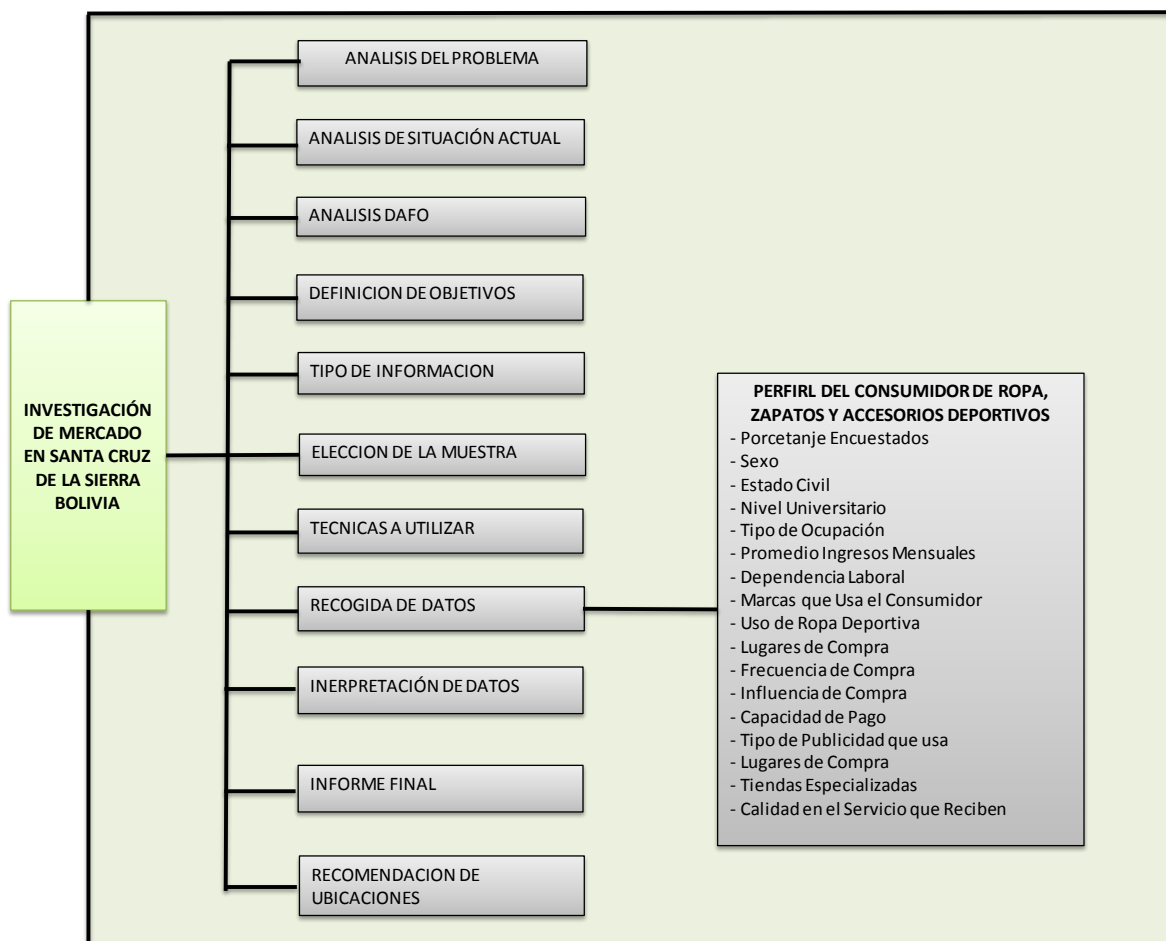 INVESTIGACIÓN
DE MERCADO
EN SANTA CRUZ
DE LA SIERRA
BOLIVIA
ANALISIS DEL PROBLEMA
ANALISIS DE SITUACIÓN ACTUAL
ANALISIS DAFO
DEFINICION DE OBJETIVOS
TIPO DE INFORMACION
ELECCION DE LA MUESTRA
TECNICAS A UTILIZAR
RECOGIDA DE DATOS
INERPRETACIÓN DE DATOS
INFORME FINAL
RECOMENDACION DE
UBICACIONES
PERFIRL DEL CONSUMIDOR DE ROPA,
ZAPATOS Y ACCESORIOS DEPORTIVOS
- Porcetanje Encuestados
- Sexo
- Estado Civil
- Nivel Universitario
- Tipo de Ocupación
- Promedio Ingresos Mensuales
- Dependencia Laboral
- Marcas que Usa el Consumidor
- Uso de Ropa Deportiva
- Lugares de Compra
- Frecuencia de Compra
- Influencia de Compra
- Capacidad de Pago
- Tipo de Publicidad que usa
- Lugares de Compra
- Tiendas Especializadas
- Calidad en el Servicio que Reciben